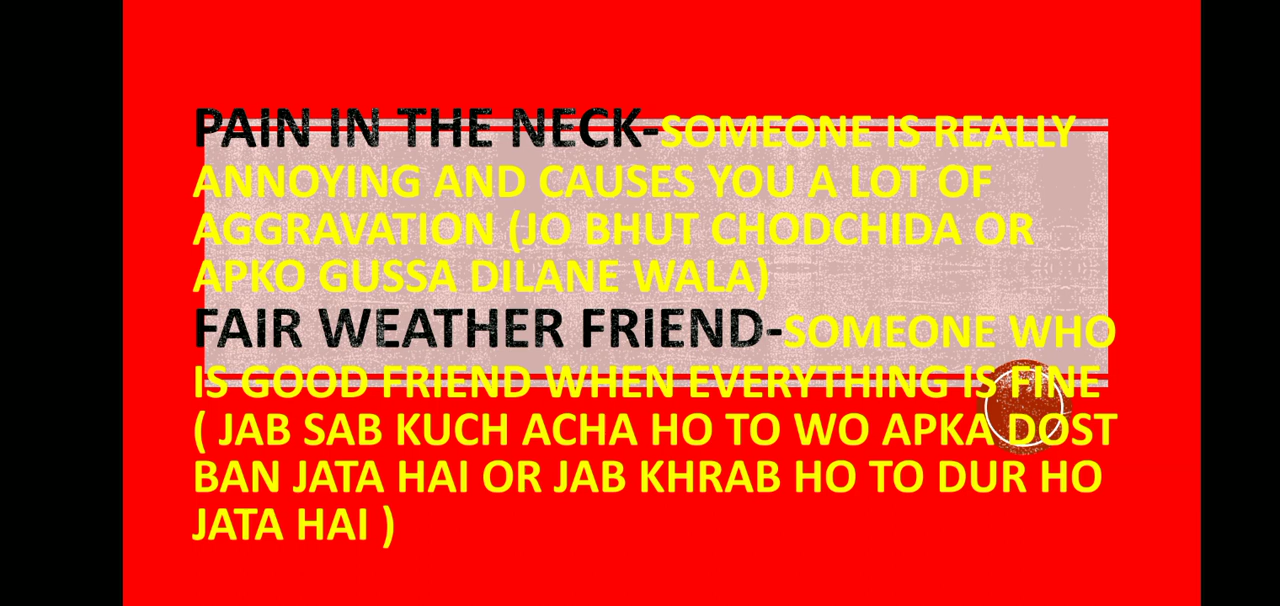 PAIN IN THE NECK-SOMEONE IS REALLY
ANNOYING AND CAUSES YOU A LOT OF
AGGRAVATION (JO BHUT CHODCHIDA OR
APKO GUSSA DILANE WALA)
FAIR WEATHER FRIEND-SOMEONE WHO
IS GOOD FRIEND WHEN EVERYTHING IS FINE
( JAB SAB KUCH ACHA HO TO WO APKA DOST
BAN JATA HAI OR JAB KHRAB HO TO DUR HO
JATA HAI )